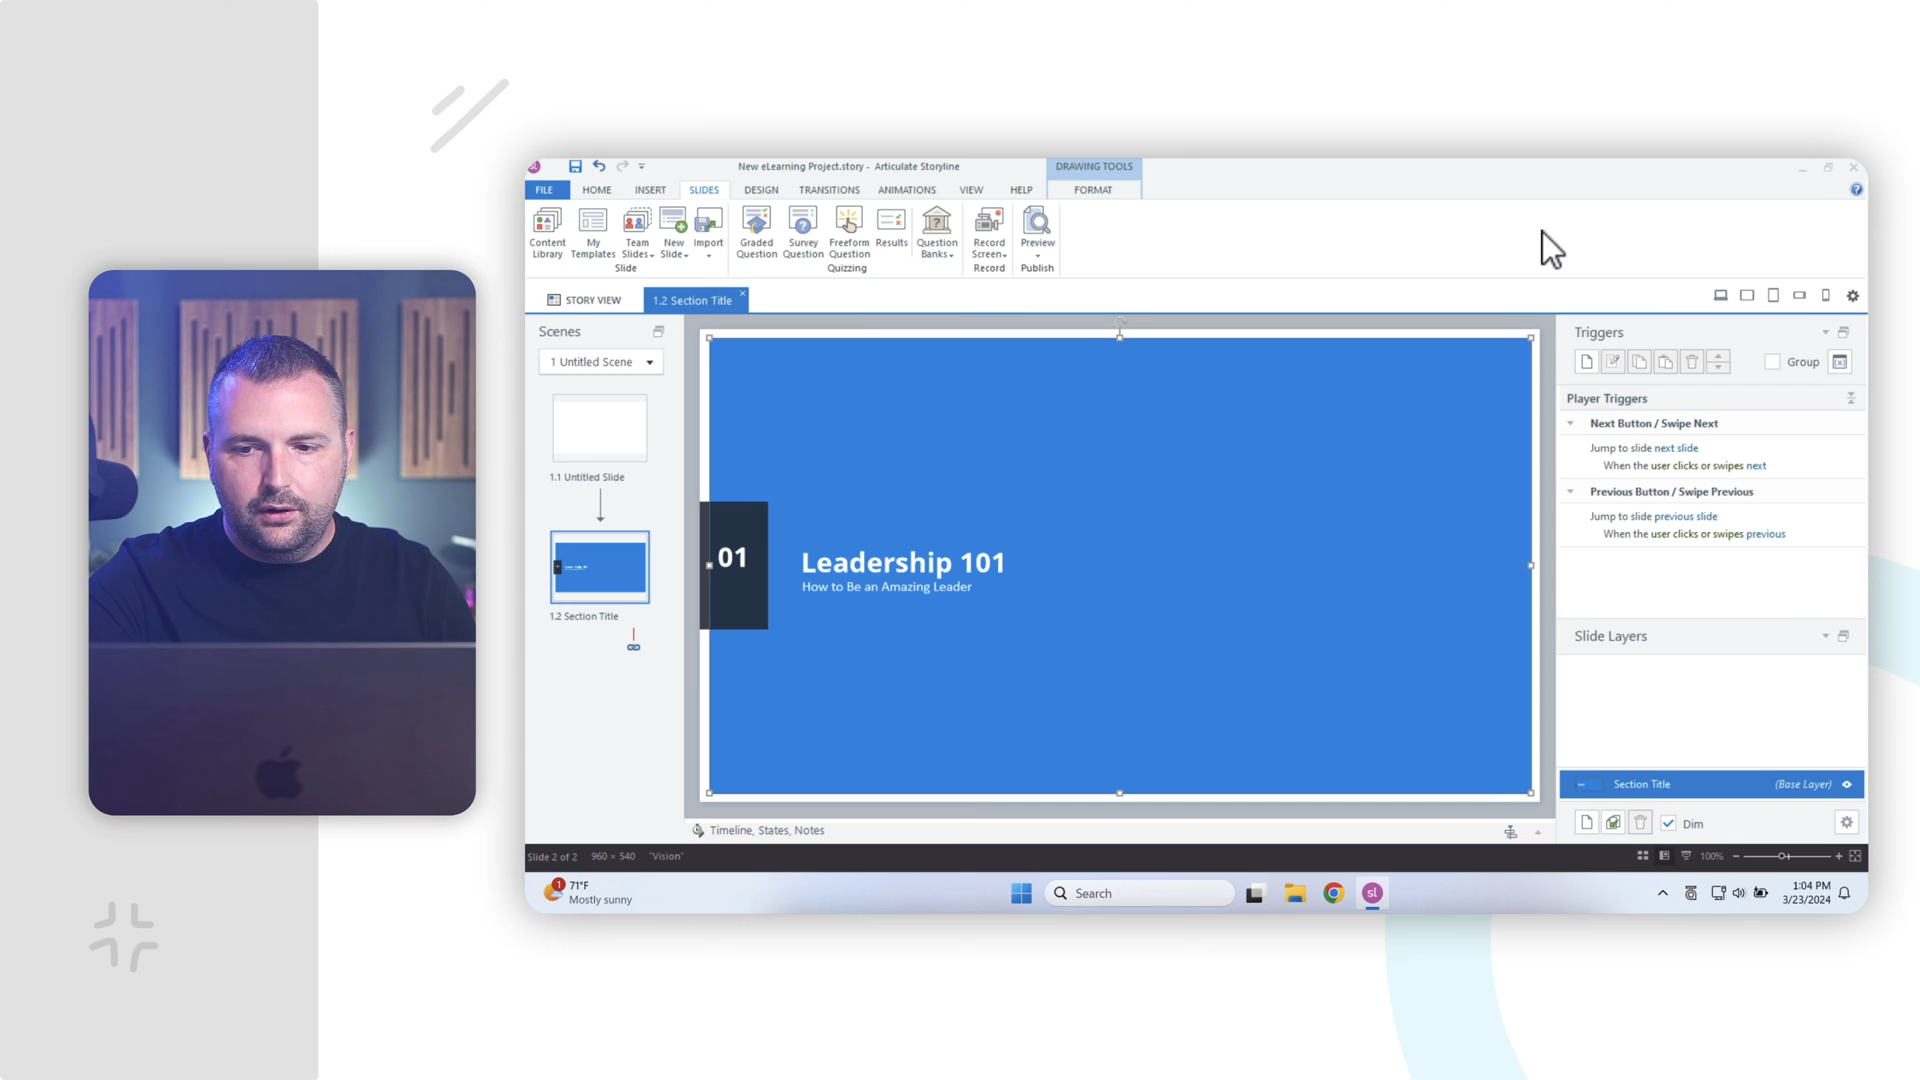 New eLearning Project.story - Articulate Storyline
DRAWING TOOLS
FILE
HOME
INSERT
SLIDES
DESIGN
TRANSITIONS
ANIMATIONS
VIEW
HELP
FORMAT
Content Library
My Templates
Team Slides
New Slide
Import
Graded Question
Survey Question
Freeform Question
Results
Question Banks
Record Screen
Preview
Slide
Quizzing
Record
Publish
STORY VIEW
1.2 Section Title
Scenes
1 Untitled Scene
1.1 Untitled Slide
1.2 Section Title
01
Leadership 101
How to Be an Amazing Leader
Triggers
Group
Player Triggers
Next Button / Swipe Next
Jump to slide next slide
When the user clicks or swipes next
Previous Button / Swipe Previous
Jump to slide previous slide
When the user clicks or swipes previous
Slide Layers
Section Title
(Base Layer)
Dim
Timeline, States, Notes
Slide 2 of 2
960 × 540
"Vision"
100%
1
71°F
Mostly sunny
Search
sl
1:04 PM
3/23/2024